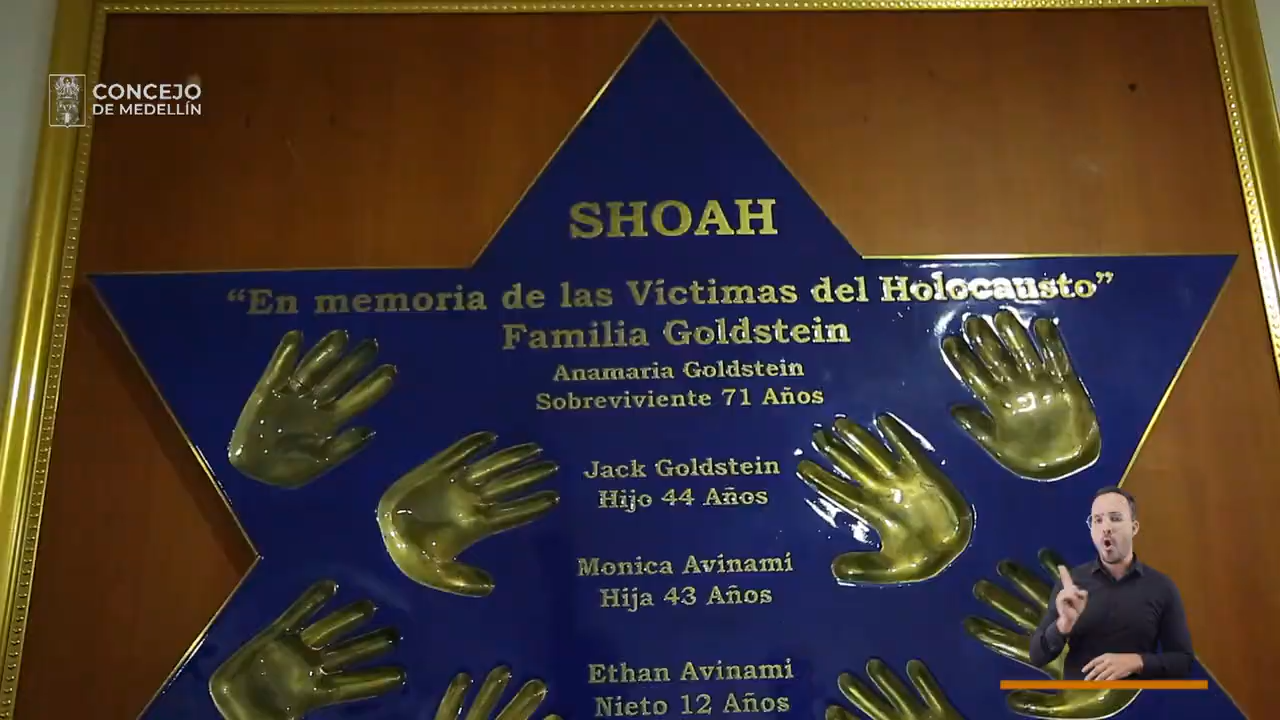 CONCEJO
DE MEDELLÍN
SHOAH
“En memoria de las Víctimas del Holocausto”
Familia Goldstein
Anamaria Goldstein
Sobreviviente 71 Años
Jack Goldstein
Hijo 44 Años
Monica Avinami
Hija 43 Años
Ethan Avinami
Nieto 12 Años